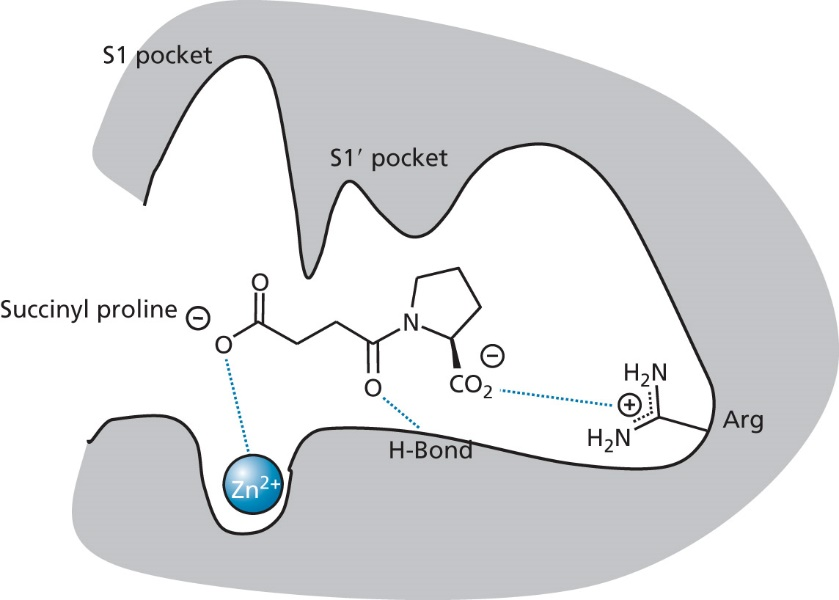 S1 pocket
S1′ pocket
Succinyl proline
⊖
O
O
N
O
⊖
CO₂
H₂N
⊕
H₂N
Arg
H-Bond
Zn²⁺